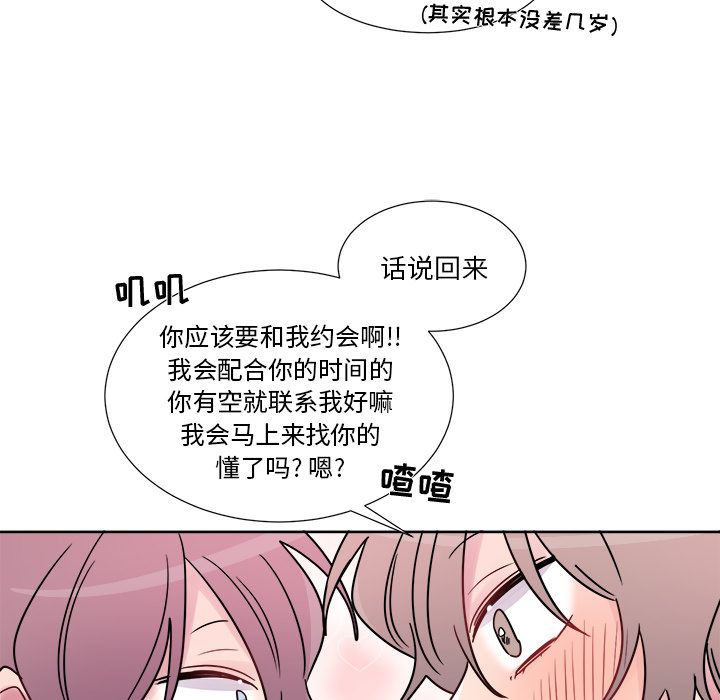 (其实根本没差几岁)
话说回来
叽叽
你应该要和我约会啊!!
我会配合你的时间的
你有空就联系我好嘛
我会马上来找你的
懂了吗? 嗯?
喳喳